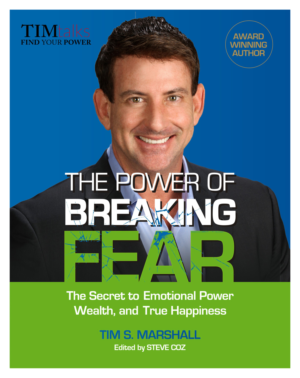 TIMTalks
FIND YOUR POWER
AWARD
WINNING
AUTHOR
THE POWER OF
BREAKING
FEAR
The Secret to Emotional Power
Wealth, and True Happiness
TIM S. MARSHALL
Edited by STEVE COZ